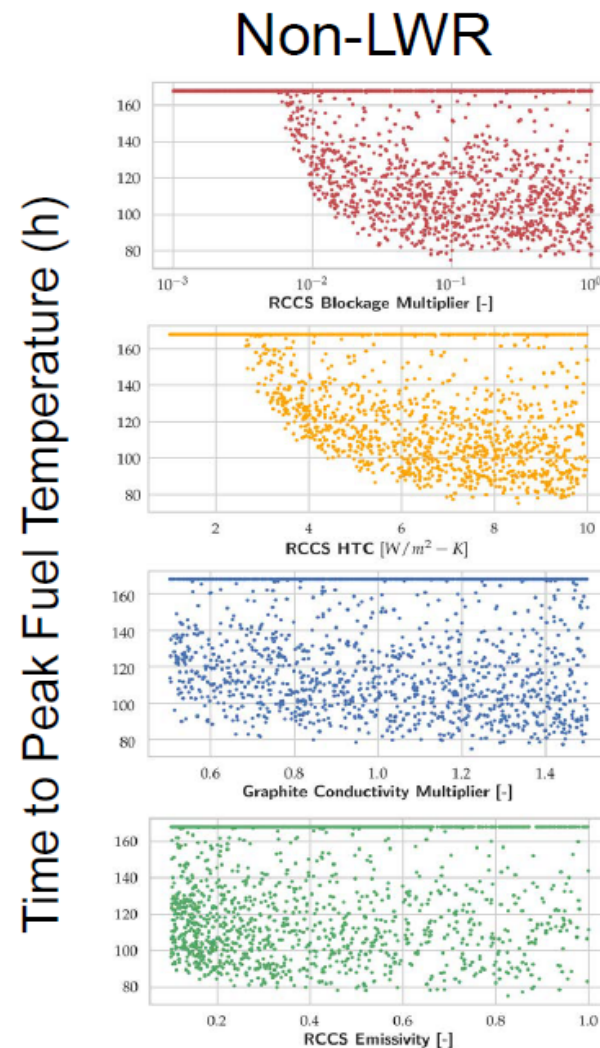 Non-LWR
Time to Peak Fuel Temperature (h)
160
140
120
100
80
10⁻³ 10⁻² 10⁻¹ 10⁰
RCCS Blockage Multiplier [-]
160
140
120
100
80
2 4 6 8 10
RCCS HTC [W/m² − K]
160
140
120
100
80
0.6 0.8 1.0 1.2 1.4
Graphite Conductivity Multiplier [-]
160
140
120
100
80
0.2 0.4 0.6 0.8 1.0
RCCS Emissivity [-]